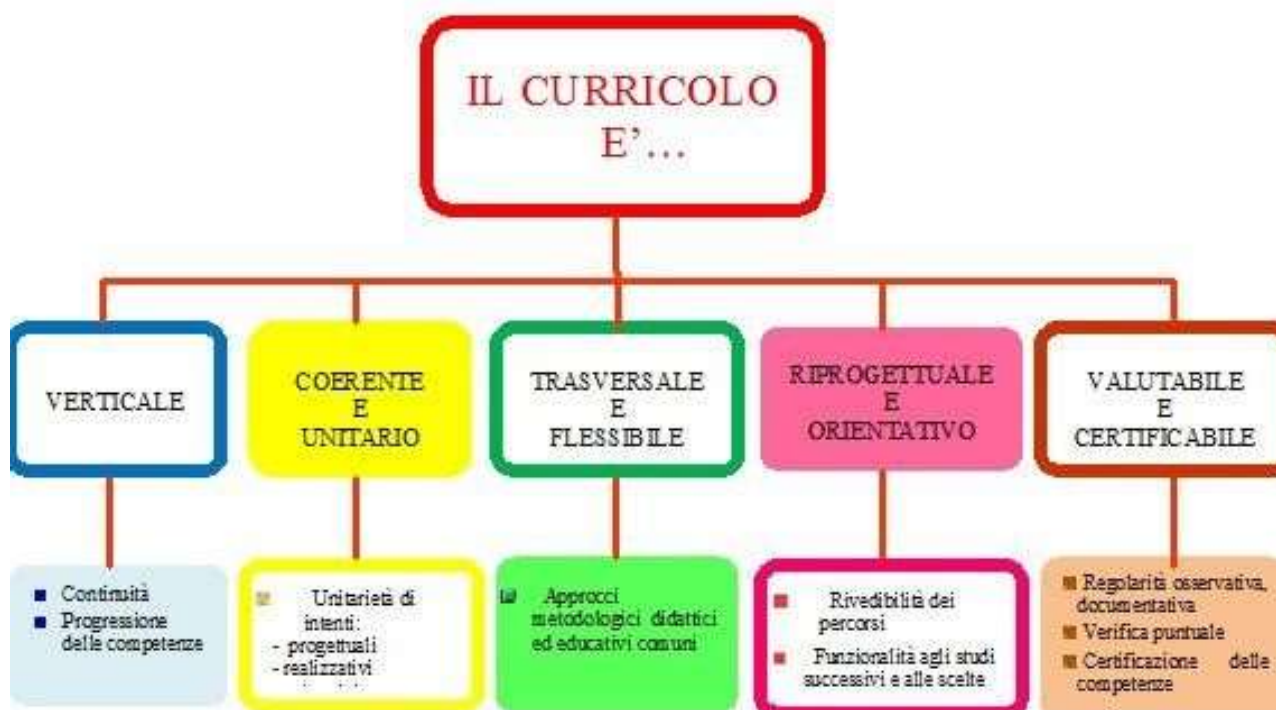 IL CURRICOLO
E'…
VERTICALE
COERENTE
E
UNITARIO
TRASVERSALE
E
FLESSIBILE
RIPROGETTUALE
E
ORIENTATIVO
VALUTABILE
E
CERTIFICABILE
■ Continuità
■ Progressione
delle competenze
■ Unitarietà di
intenti:
- progettuali
- realizzativi
■ Approcci
metodologici didattici
ed educativi comuni
■ Rivedibilità dei
percorsi
■ Funzionalità agli studi
successivi e alle scelte
■ Regolarità osservativa,
documentativa
■ Verifica puntuale
■ Certificazione delle
competenze